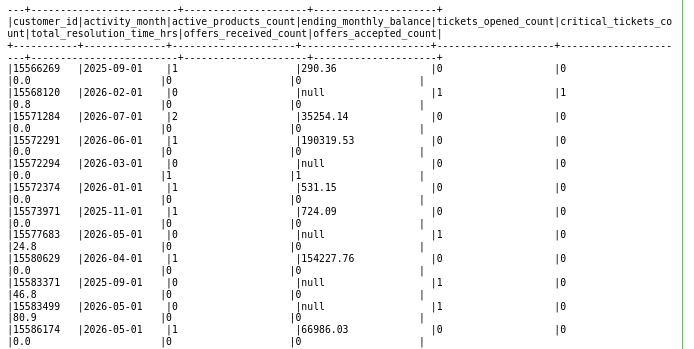 ---+-------------------------+--------------------+--------------------+
|customer_id|activity_month|active_products_count|ending_monthly_balance|tickets_opened_count|critical_tickets_co
unt|total_resolution_time_hrs|offers_received_count|offers_accepted_count|
+-----------+--------------+---------------------+----------------------+--------------------+-------------------
---+-------------------------+---------------------+---------------------+
|15566269   |2025-09-01    |1                    |290.36                |0                   |0
|0.0                      |0                    |0                    |
|15568120   |2026-02-01    |0                    |null                  |1                   |1
|0.8                      |0                    |0                    |
|15571284   |2026-07-01    |2                    |35254.14              |0                   |0
|0.0                      |0                    |0                    |
|15572291   |2026-06-01    |1                    |190319.53             |0                   |0
|0.0                      |0                    |0                    |
|15572294   |2026-03-01    |0                    |null                  |0                   |0
|0.0                      |1                    |1                    |
|15572374   |2026-01-01    |1                    |531.15                |0                   |0
|0.0                      |0                    |0                    |
|15573971   |2025-11-01    |1                    |724.09                |0                   |0
|0.0                      |0                    |0                    |
|15577683   |2026-05-01    |0                    |null                  |1                   |0
|24.8                     |0                    |0                    |
|15580629   |2026-04-01    |1                    |154227.76             |0                   |0
|0.0                      |0                    |0                    |
|15583371   |2025-09-01    |0                    |null                  |1                   |0
|46.8                     |0                    |0                    |
|15583499   |2026-05-01    |0                    |null                  |1                   |0
|80.9                     |0                    |0                    |
|15586174   |2026-05-01    |1                    |66986.03              |0                   |0
|0.0                      |0                    |0                    |